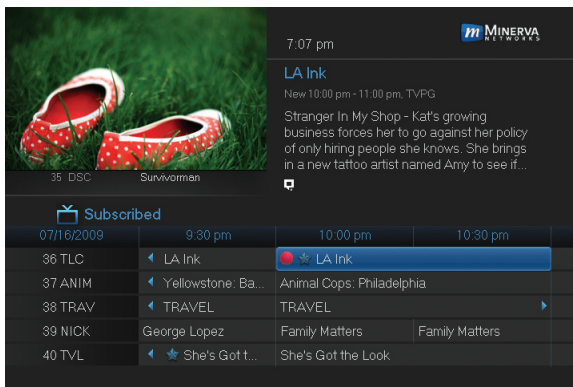 7:07 pm
m MINERVA
NETWORKS
LA Ink
New 10:00 pm - 11:00 pm, TVPG
Stranger In My Shop - Kat's growing
business forces her to go against her policy
of only hiring people she knows. She brings
in a new tattoo artist named Amy to see if...
35 DSC Survivorman
Subscribed
07/16/2009 9:30 pm 10:00 pm 10:30 pm
36 TLC LA Ink LA Ink
37 ANIM Yellowstone: Ba... Animal Cops: Philadelphia
38 TRAV TRAVEL TRAVEL
39 NICK George Lopez Family Matters Family Matters
40 TVL She's Got t... She's Got the Look